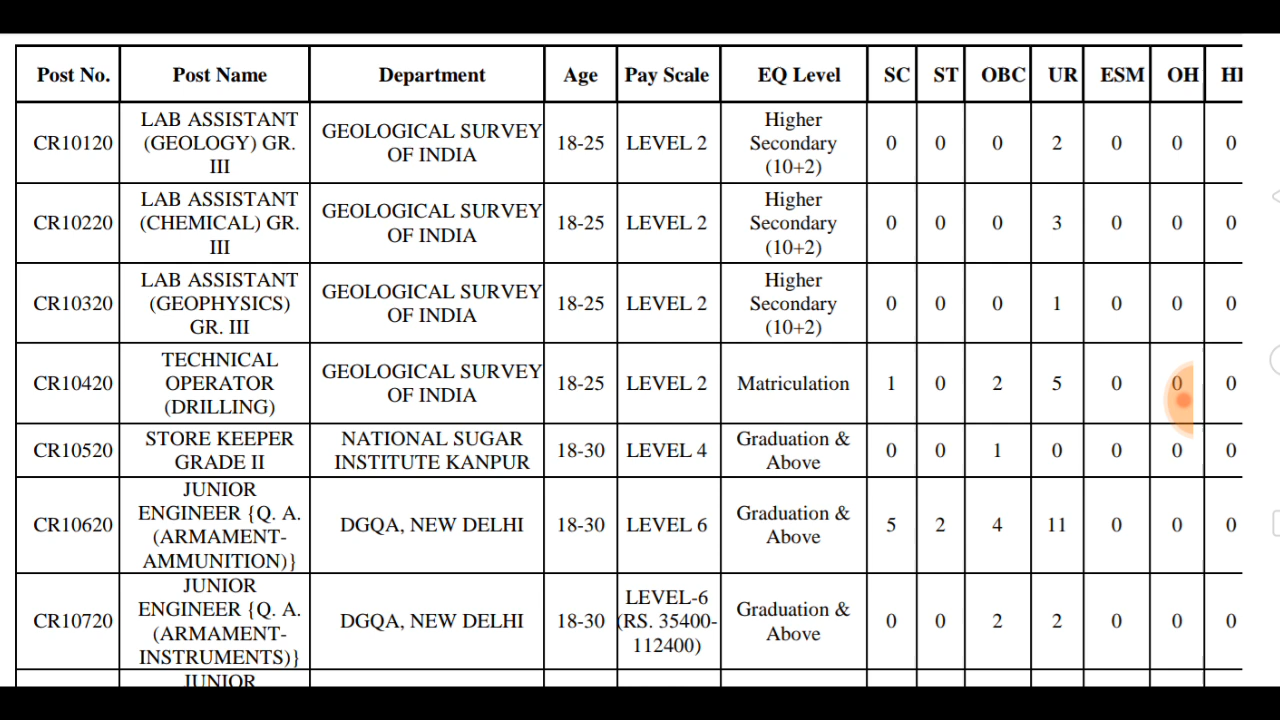 Post No. Post Name Department Age Pay Scale EQ Level SC ST OBC UR ESM OH
CR10120 LAB ASSISTANT (GEOLOGY) GR. III GEOLOGICAL SURVEY OF INDIA 18-25 LEVEL 2 Higher Secondary (10+2) 0 0 0 2 0 0 0
CR10220 LAB ASSISTANT (CHEMICAL) GR. III GEOLOGICAL SURVEY OF INDIA 18-25 LEVEL 2 Higher Secondary (10+2) 0 0 0 3 0 0 0
CR10320 LAB ASSISTANT (GEOPHYSICS) GR. III GEOLOGICAL SURVEY OF INDIA 18-25 LEVEL 2 Higher Secondary (10+2) 0 0 0 1 0 0 0
CR10420 TECHNICAL OPERATOR (DRILLING) GEOLOGICAL SURVEY OF INDIA 18-25 LEVEL 2 Matriculation 1 0 2 5 0 0 0
CR10520 STORE KEEPER GRADE II NATIONAL SUGAR INSTITUTE KANPUR 18-30 LEVEL 4 Graduation & Above 0 0 1 0 0 0 0
CR10620 JUNIOR ENGINEER {Q. A. (ARMAMENT-AMMUNITION)} DGQA, NEW DELHI 18-30 LEVEL 6 Graduation & Above 5 2 4 11 0 0 0
CR10720 JUNIOR ENGINEER {Q. A. (ARMAMENT-INSTRUMENTS)} DGQA, NEW DELHI 18-30 LEVEL-6 (RS. 35400-112400) Graduation & Above 0 0 2 2 0 0 0
JUNIOR